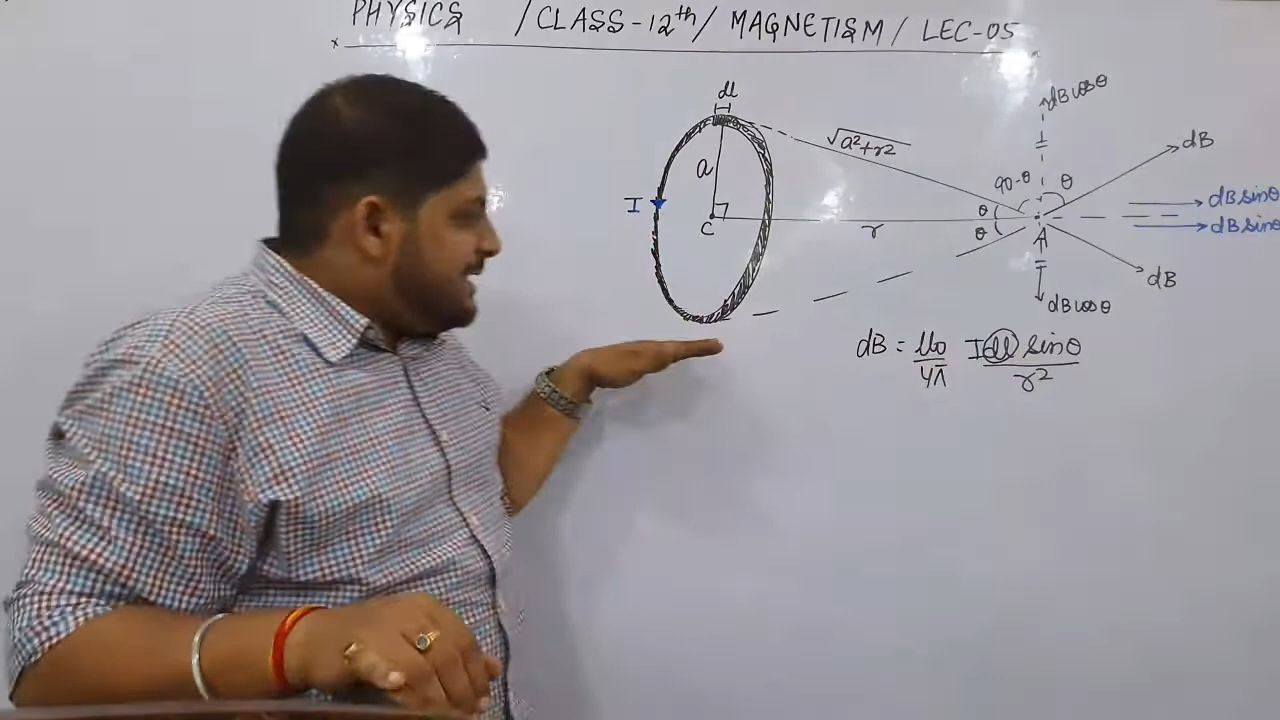 PHYSICS /CLASS-12th/ MAGNETISM / LEC-05
dl
dB cosθ
√a²+r²
dB
a
90-θ
θ
I
θ
dB sinθ
C
r
θ
A
dB sinθ
dB
dB cosθ
dB = μ₀/4π Idl sinθ/r²